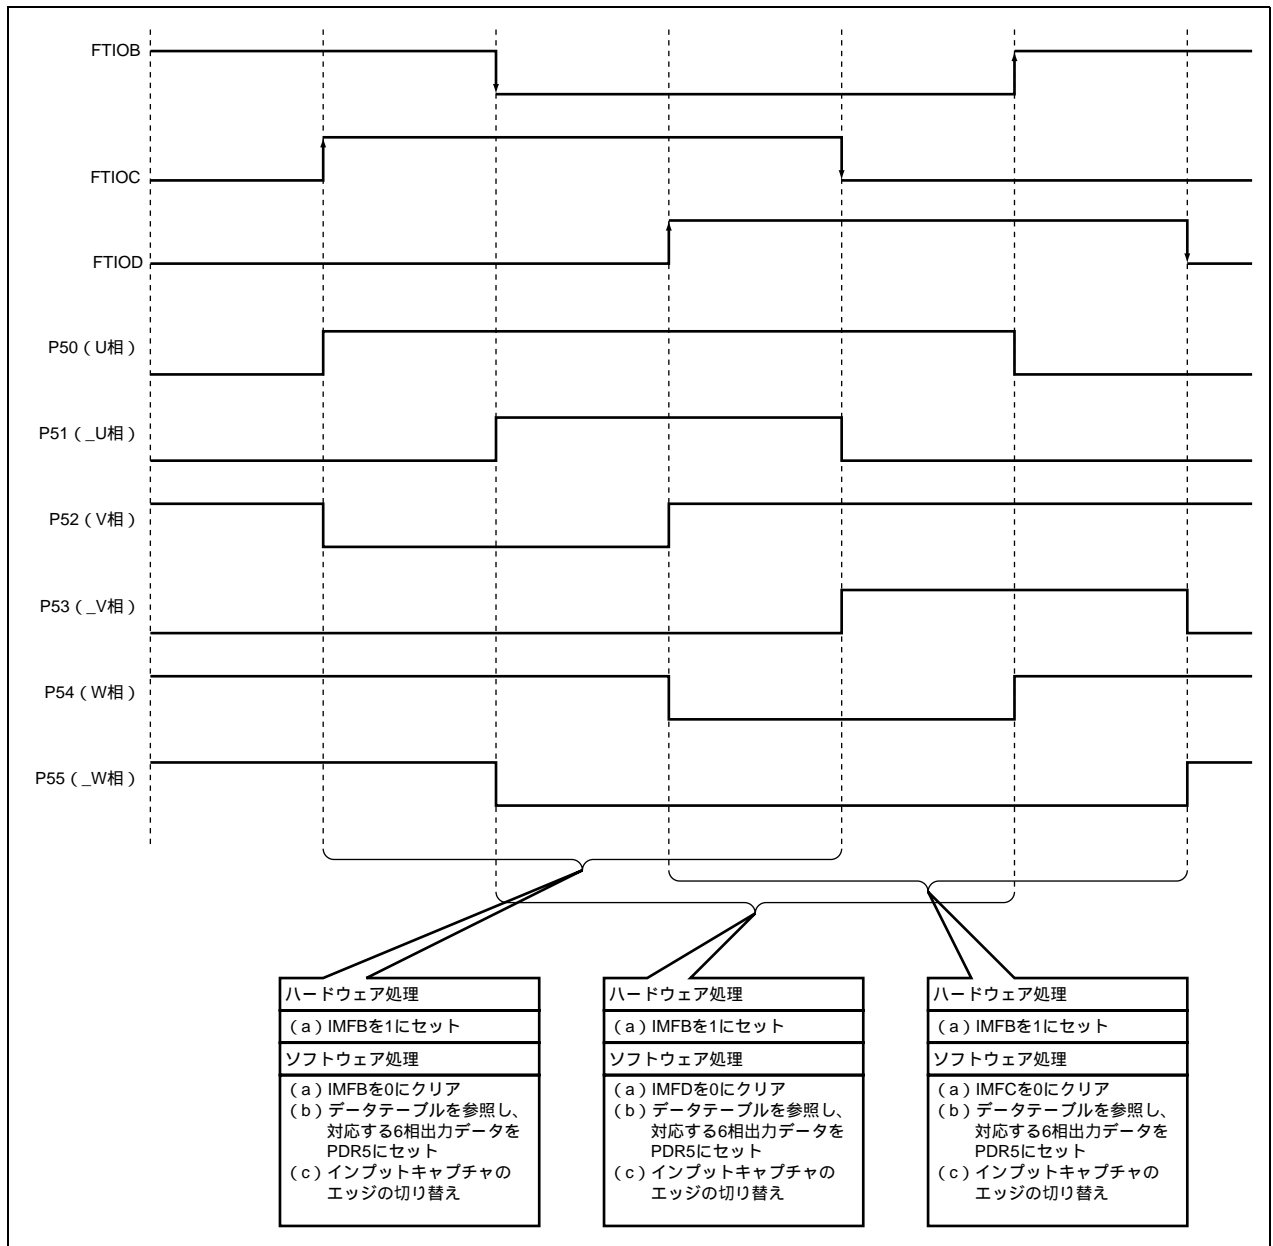 FTIOB
FTIOC
FTIOD
P50（U相）
P51（_U相）
P52（V相）
P53（_V相）
P54（W相）
P55（_W相）
ハードウェア処理
（a）IMFBを1にセット
ソフトウェア処理
（a）IMFBを0にクリア
（b）データテーブルを参照し、
対応する6相出力データを
PDR5にセット
（c）インプットキャプチャの
エッジの切り替え
ハードウェア処理
（a）IMFBを1にセット
ソフトウェア処理
（a）IMFDを0にクリア
（b）データテーブルを参照し、
対応する6相出力データを
PDR5にセット
（c）インプットキャプチャの
エッジの切り替え
ハードウェア処理
（a）IMFBを1にセット
ソフトウェア処理
（a）IMFCを0にクリア
（b）データテーブルを参照し、
対応する6相出力データを
PDR5にセット
（c）インプットキャプチャの
エッジの切り替え